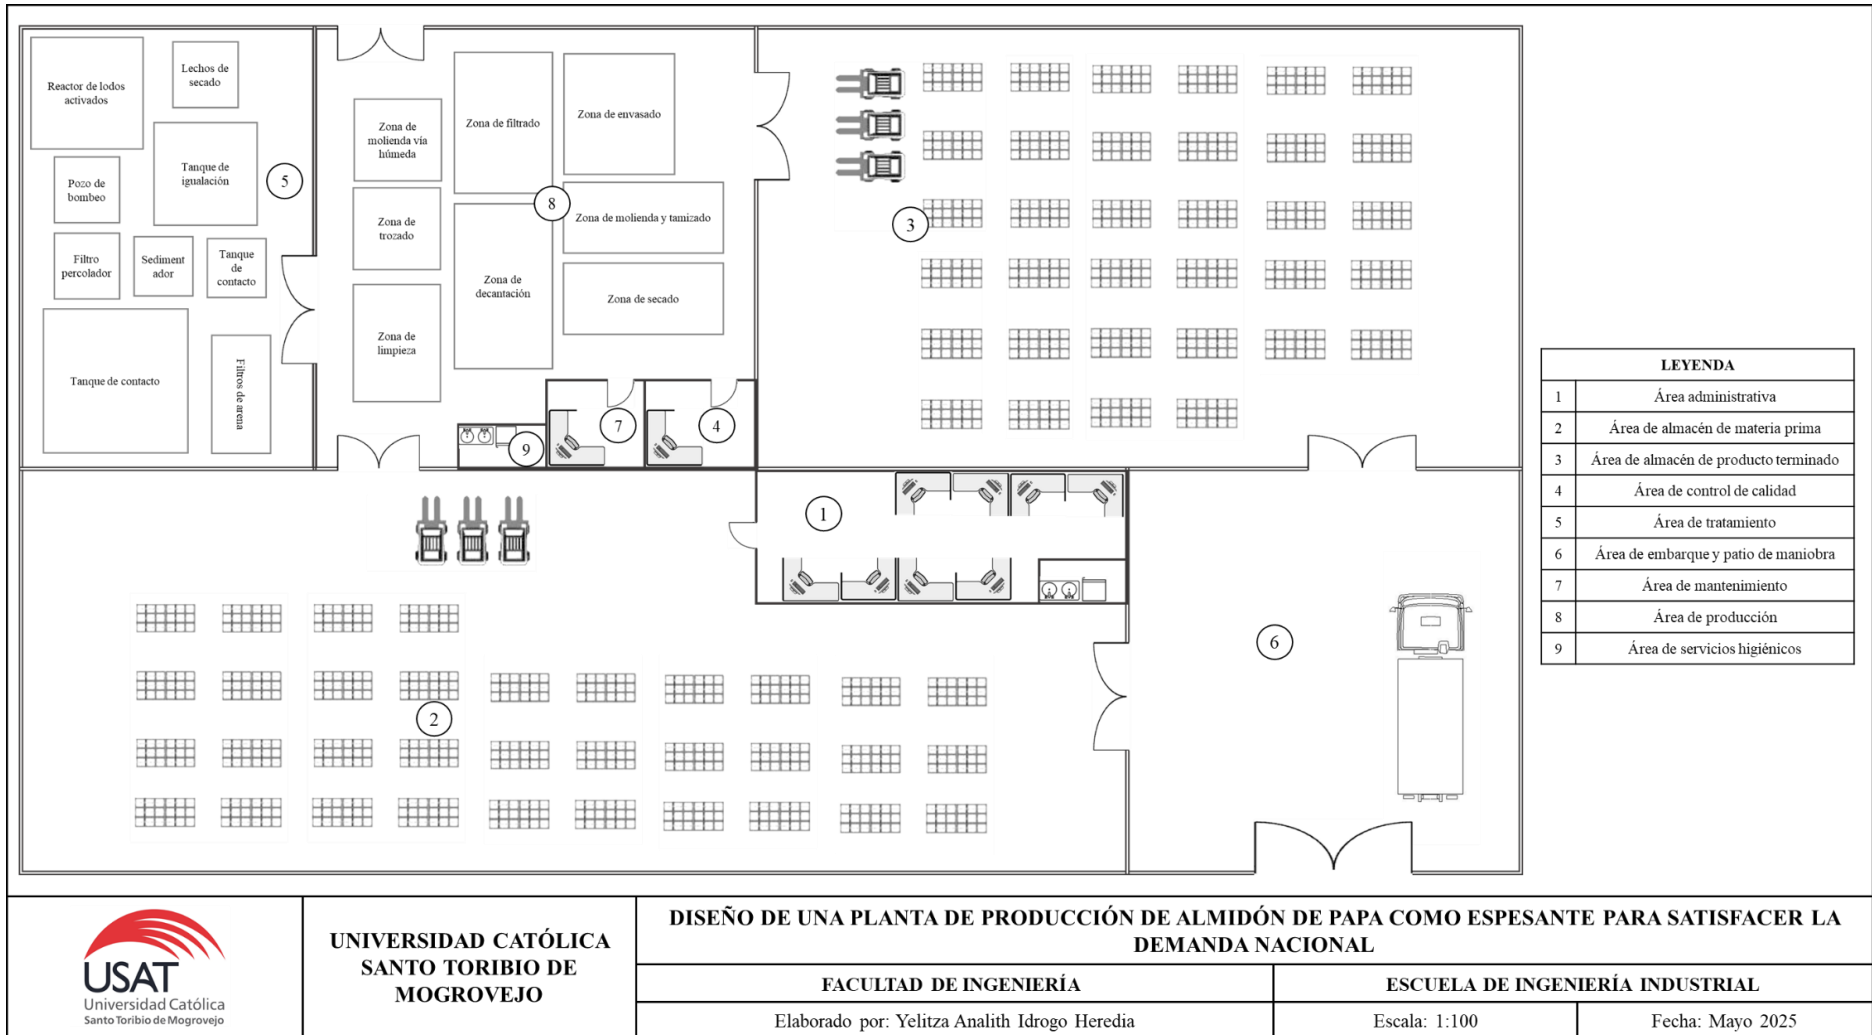 Reactor de lodos
activados
Lechos de
secado
Tanque de
igualación
5
Pozo de
bombeo
Filtro
percolador
Sediment
ador
Tanque
de
contacto
Tanque de contacto
Filtros de arena
Zona de
molienda vía
húmeda
Zona de filtrado
Zona de envasado
8
Zona de
trozado
Zona de molienda y tamizado
Zona de
decantación
Zona de secado
Zona de
limpieza
9
7
4
3
1
2
6
LEYENDA
1 Área administrativa
2 Área de almacén de materia prima
3 Área de almacén de producto terminado
4 Área de control de calidad
5 Área de tratamiento
6 Área de embarque y patio de maniobra
7 Área de mantenimiento
8 Área de producción
9 Área de servicios higiénicos
USAT
Universidad Católica
Santo Toribio de Mogrovejo
UNIVERSIDAD CATÓLICA
SANTO TORIBIO DE
MOGROVEJO
DISEÑO DE UNA PLANTA DE PRODUCCIÓN DE ALMIDÓN DE PAPA COMO ESPESANTE PARA SATISFACER LA
DEMANDA NACIONAL
FACULTAD DE INGENIERÍA
ESCUELA DE INGENIERÍA INDUSTRIAL
Elaborado por: Yelitza Analith Idrogo Heredia
Escala: 1:100
Fecha: Mayo 2025